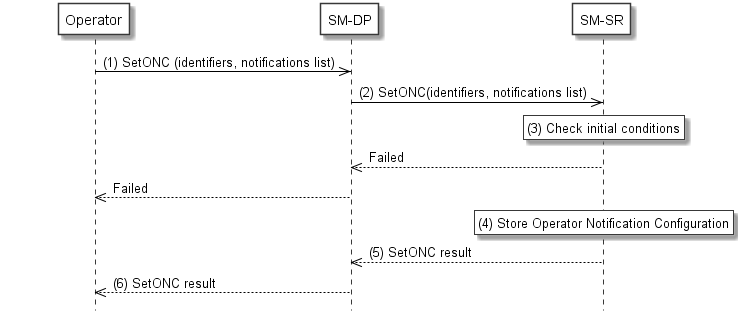 Operator
SM-DP
SM-SR
(1) SetONC (identifiers, notifications list)
(2) SetONC(identifiers, notifications list)
(3) Check initial conditions
Failed
Failed
(4) Store Operator Notification Configuration
(5) SetONC result
(6) SetONC result